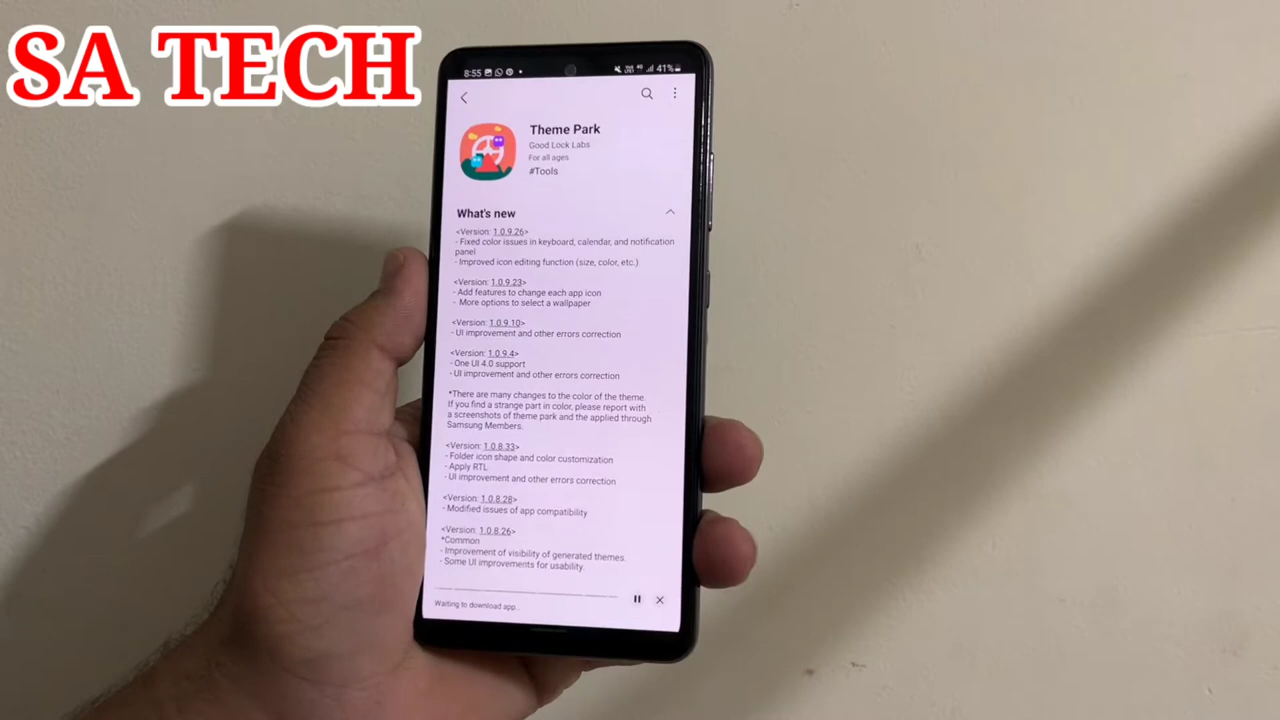 SA TECH
8:55
41%
Theme Park
Good Lock Labs
For all ages
#Tools
What's new
<Version: 1.0.9.26>
- Fixed color issues in keyboard, calendar, and notification
panel
- Improved icon editing function (size, color, etc.)
<Version: 1.0.9.23>
- Add features to change each app icon
- More options to select a wallpaper
<Version: 1.0.9.10>
- UI improvement and other errors correction
<Version: 1.0.9.4>
- One UI 4.0 support
- UI improvement and other errors correction
*There are many changes to the color of the theme.
If you find a strange part in color, please report with
a screenshots of theme park and the applied through
Samsung Members.
<Version: 1.0.8.33>
- Folder icon shape and color customization
- Apply RTL
- UI improvement and other errors correction
<Version: 1.0.8.28>
- Modified issues of app compatibility
<Version: 1.0.8.26>
*Common
- Improvement of visibility of generated themes.
- Some UI improvements for usability.
Waiting to download app...